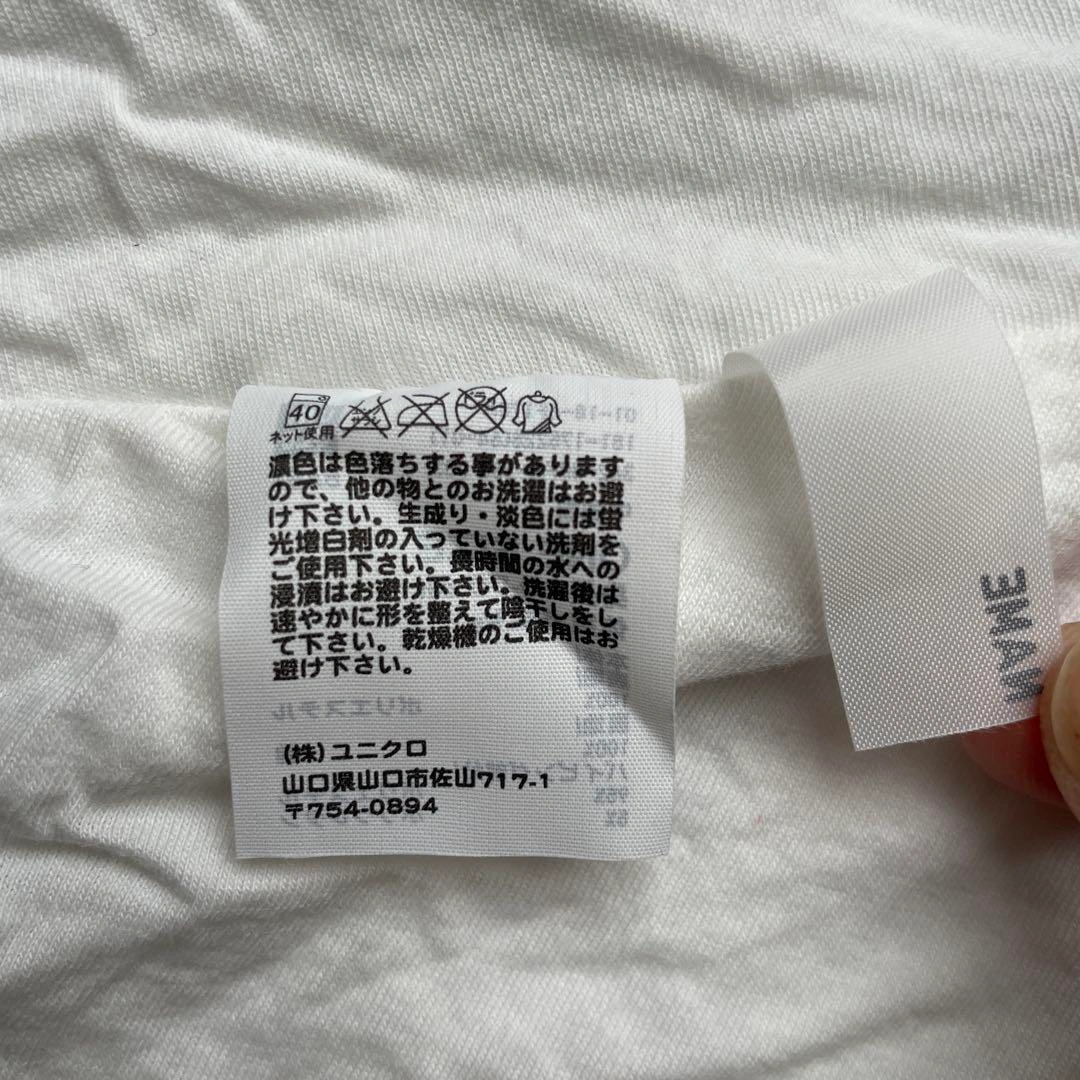 40
ネット使用
サラシ
ドライ
濃色は色落ちする事があります
ので、他の物とのお洗濯はお避
け下さい。生成り・淡色には蛍
光増白剤の入っていない洗剤を
ご使用下さい。長時間の水への
浸漬はお避け下さい。洗濯後は
速やかに形を整えて陰干しをし
て下さい。乾燥機のご使用はお
避け下さい。
(株)ユニクロ
山口県山口市佐山717-1
〒754-0894
NAME